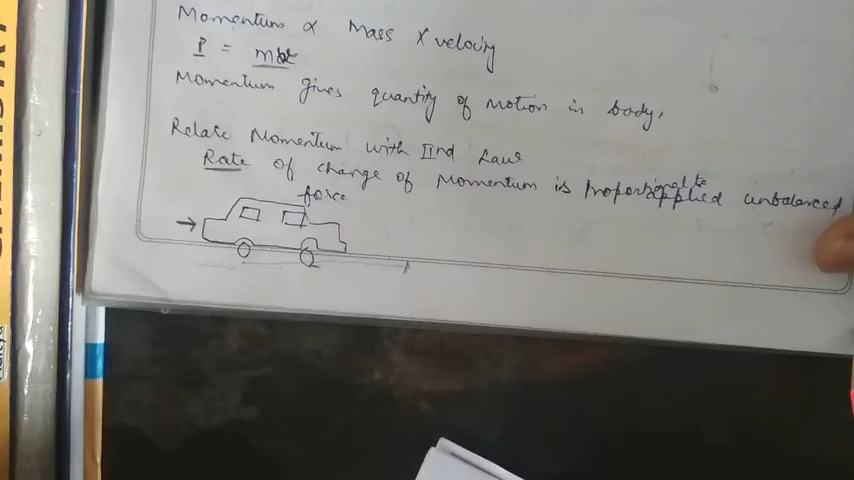 Momentum ∝ Mass X velocity
P = mv
Momentum gives quantity of Motion in body,
Relate Momentum with IInd Law
Rate of change of Momentum is Proportional to applied unbalanced
force